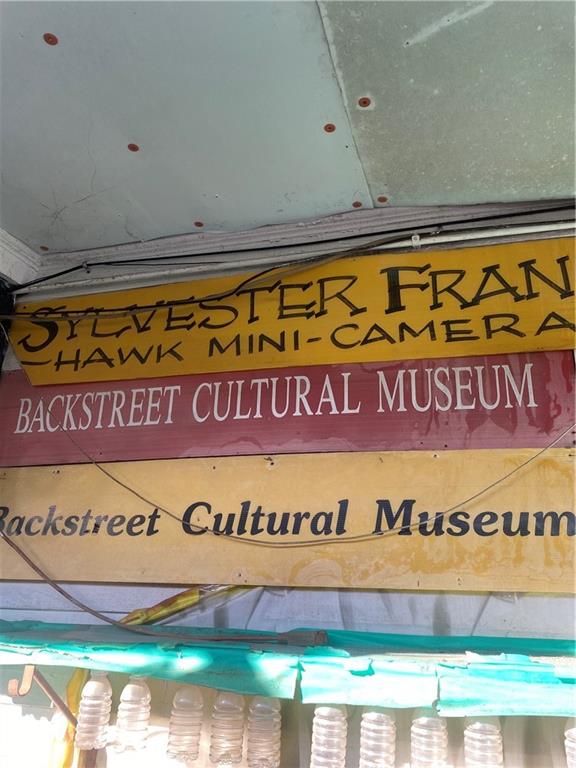 SYLVESTER FRAN
HAWK MINI-CAMERA
BACKSTREET CULTURAL MUSEUM
Backstreet Cultural Museum